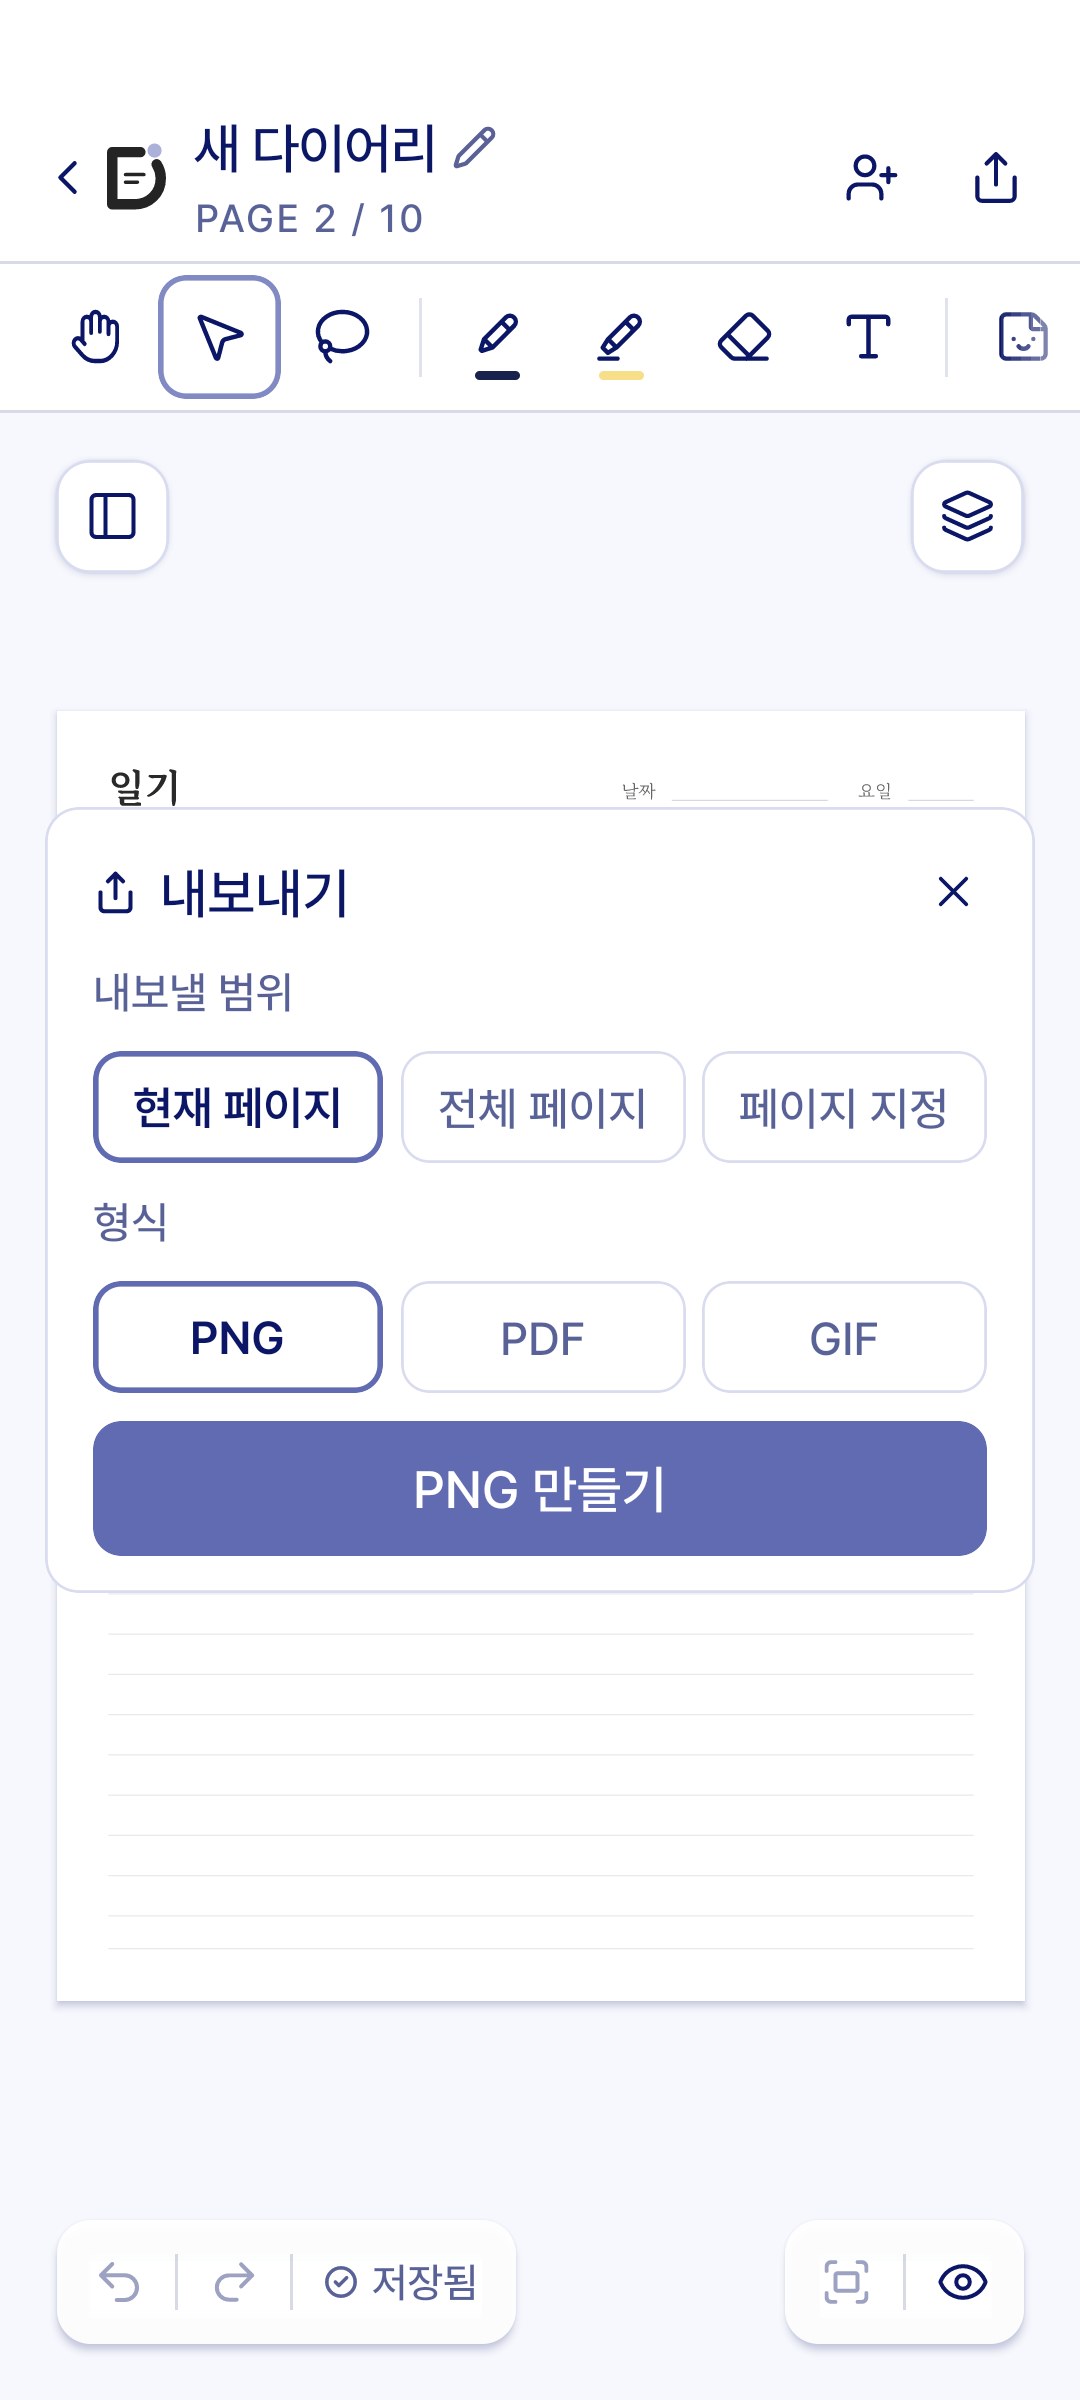 새 다이어리
PAGE 2 / 10
일기 날짜 요일
내보내기
내보낼 범위
현재 페이지 전체 페이지 페이지 지정
형식
PNG PDF GIF
PNG 만들기
저장됨